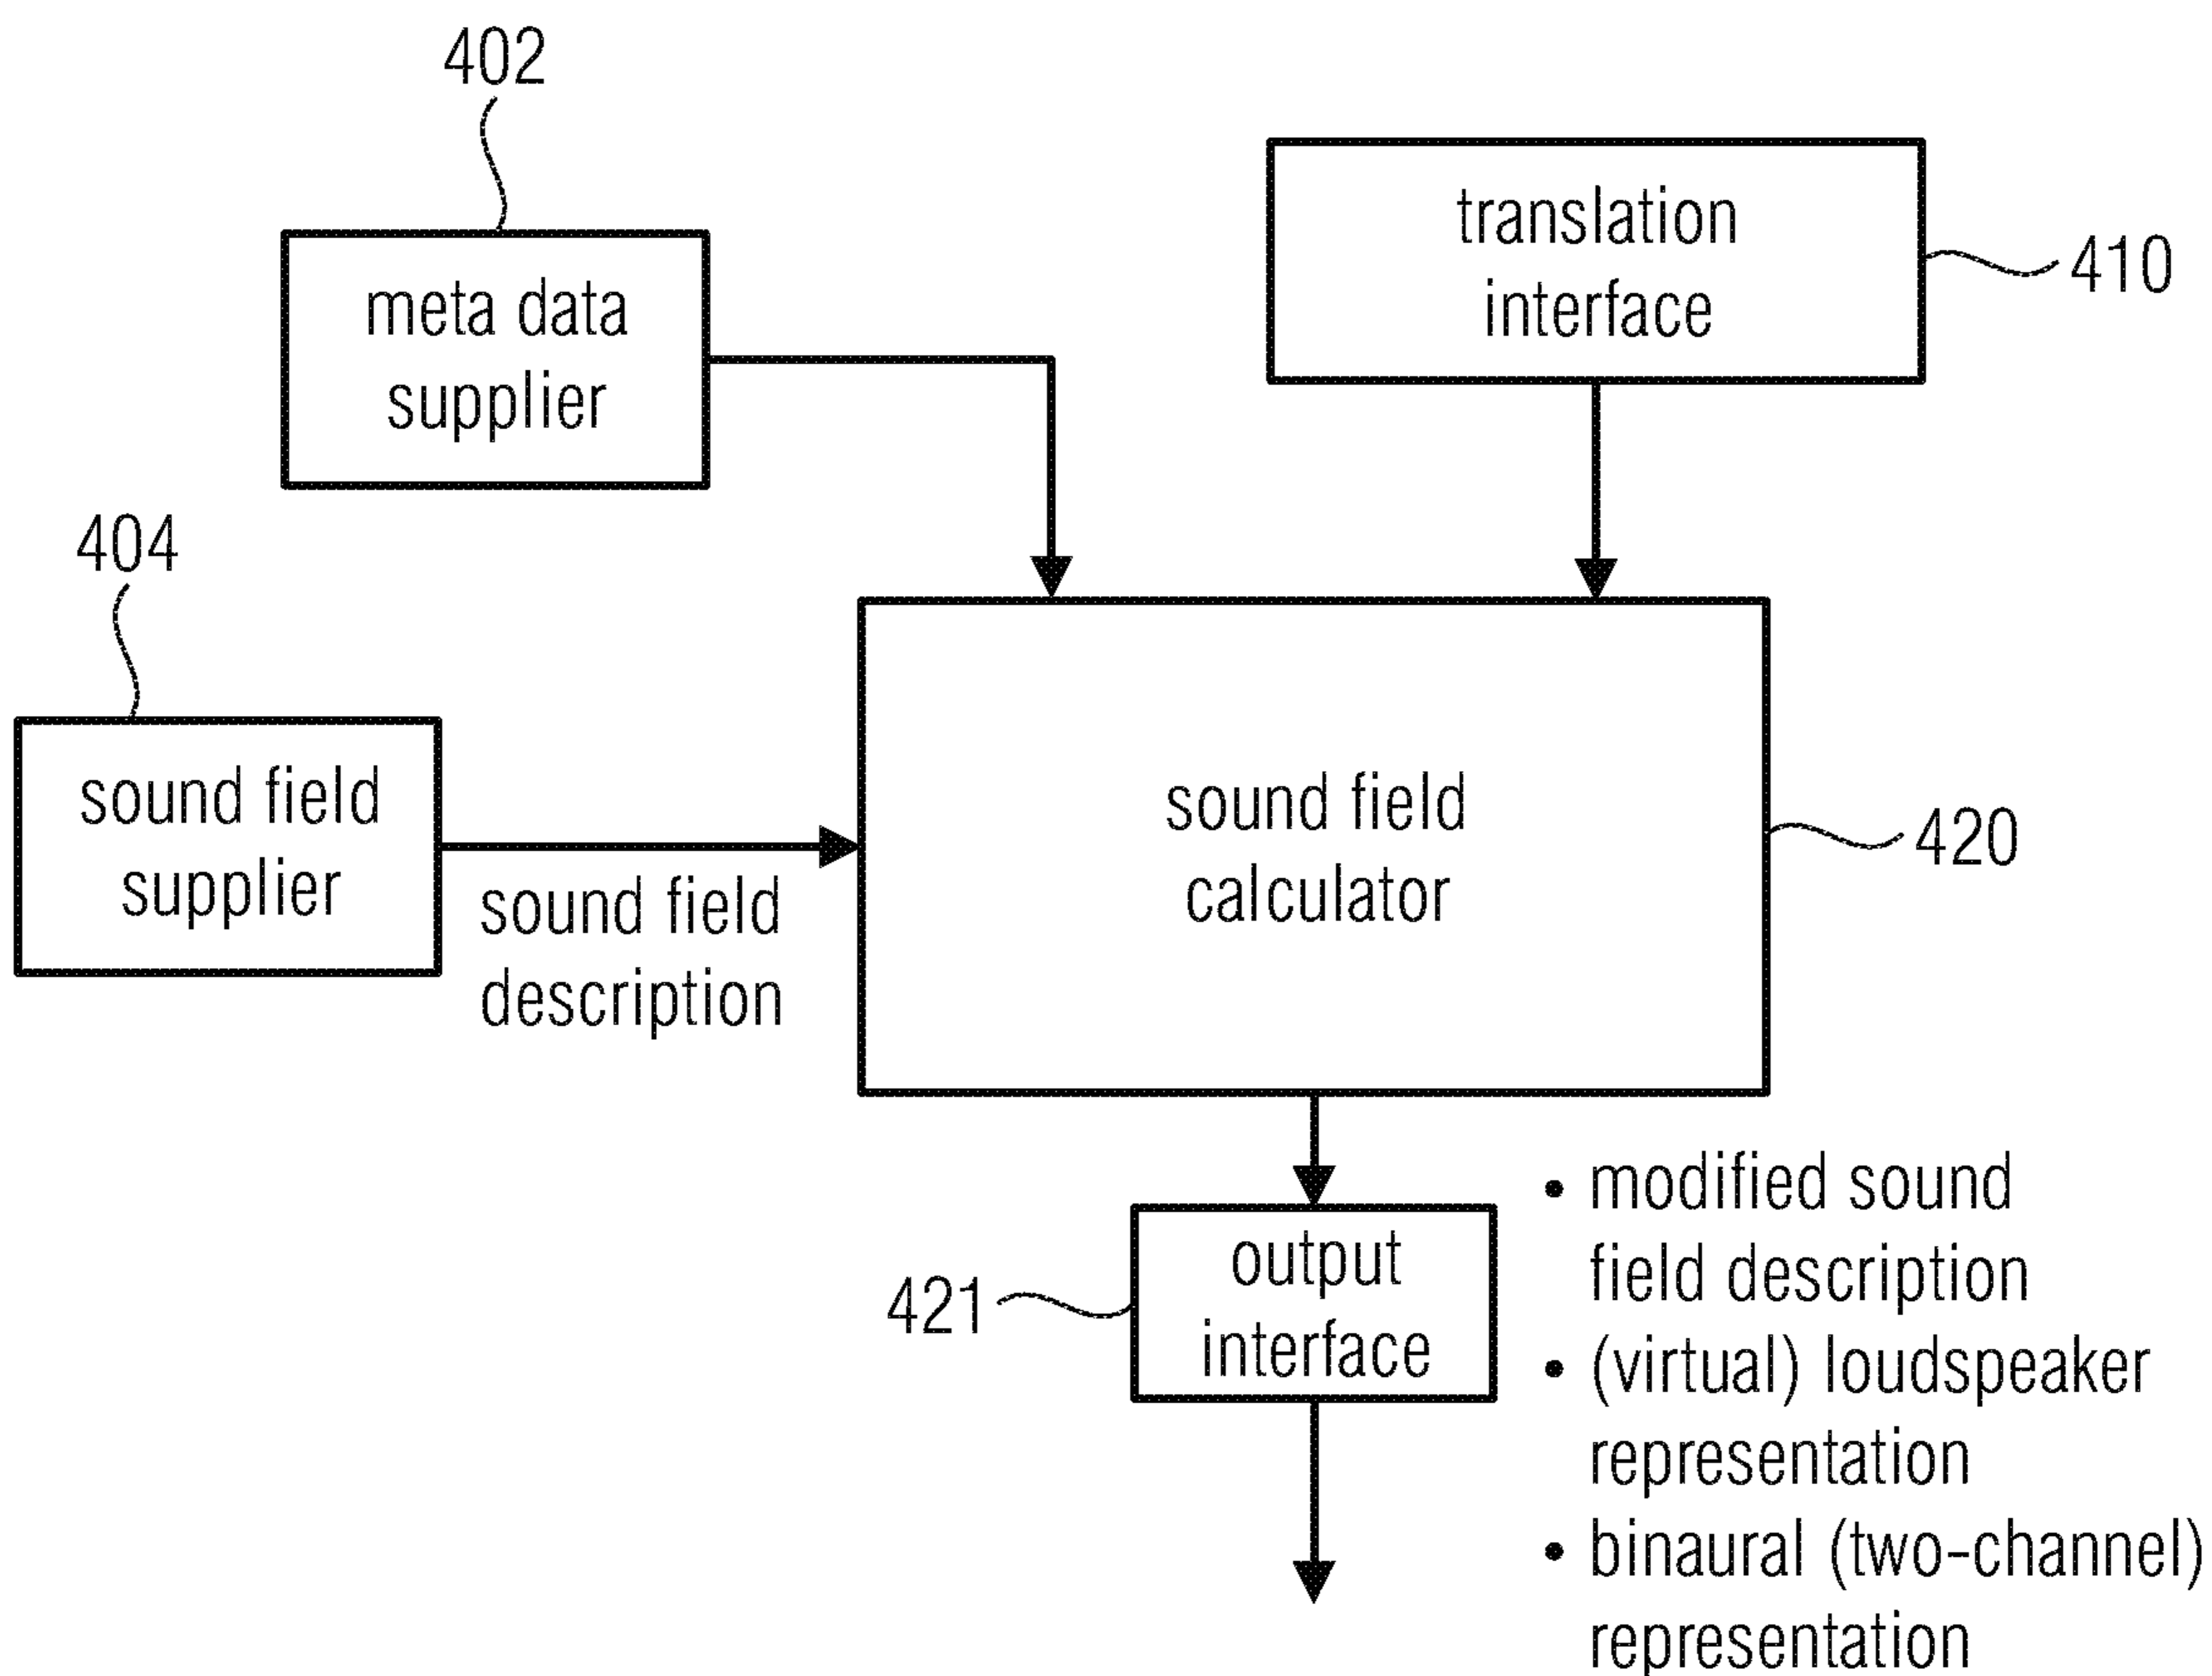 402
translation
interface
410
meta data
supplier
404
sound field
supplier
sound field
description
sound field
calculator
420
output
interface
421
• modified sound
field description
• (virtual) loudspeaker
representation
• binaural (two-channel)
representation